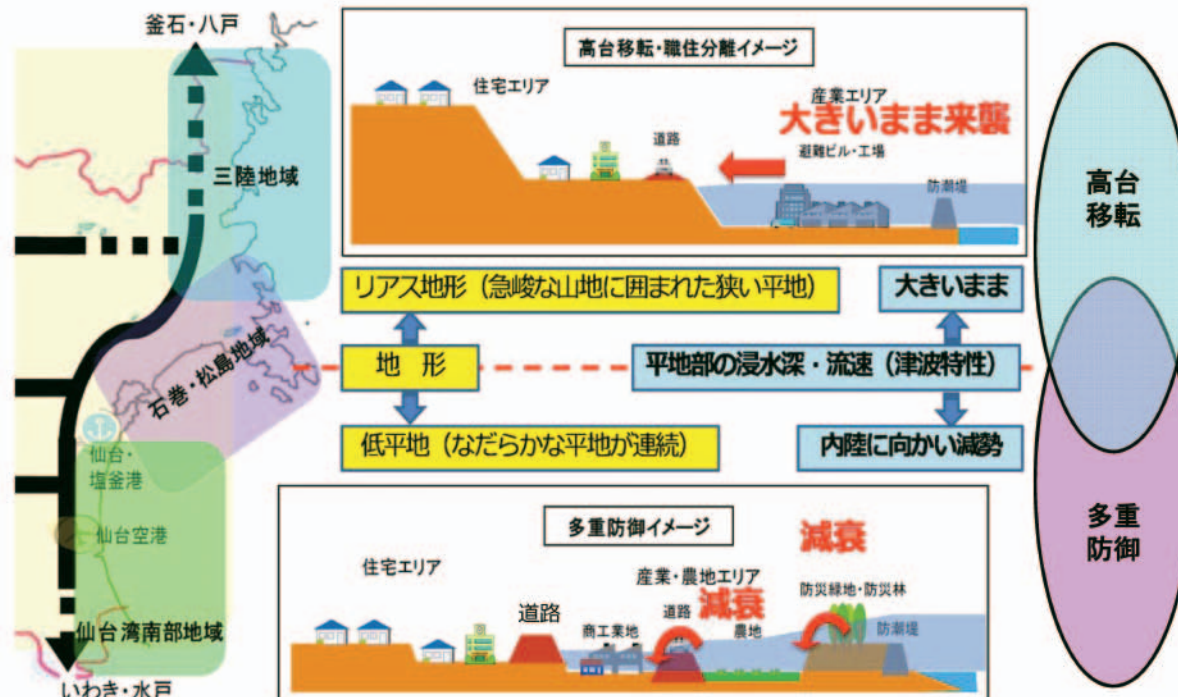 釜石・八戸
三陸地域
石巻・松島地域
仙台・
塩釜港
仙台空港
仙台湾南部地域
いわき・水戸
高台移転・職住分離イメージ
住宅エリア
産業エリア
大きいまま来襲
道路
避難ビル・工場
防潮堤
リアス地形（急峻な山地に囲まれた狭い平地）
大きいまま
地　形
平地部の浸水深・流速（津波特性）
低平地（なだらかな平地が連続）
内陸に向かい減勢
多重防御イメージ
減衰
住宅エリア
産業・農地エリア
防災緑地・防災林
減衰
道路
道路
商工業地
農地
防潮堤
高台
移転
多重
防御